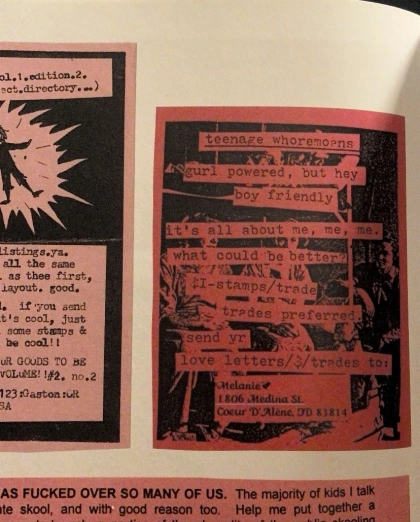 ol.1.edition.2.
ect.directory...)
listings.ya.
all the same
as thee first,
layout. good.
if you send
t's cool, just
some stamps &
be cool!!
UR GOODS TO BE
VOLUME!!#2. no.2
123:Gaston:OR
SA
teenage whoremoans
gurl powered, but hey
boy friendly
it's all about me, me, me.
what could be better?
$1-stamps/trade
trades preferred.
send yr
love letters/$/trades to:
Melanie♥
1806 Medina St.
Coeur D'Alene, ID 83814
AS FUCKED OVER SO MANY OF US. The majority of kids I talk
ate skool, and with good reason too. Help me put together a